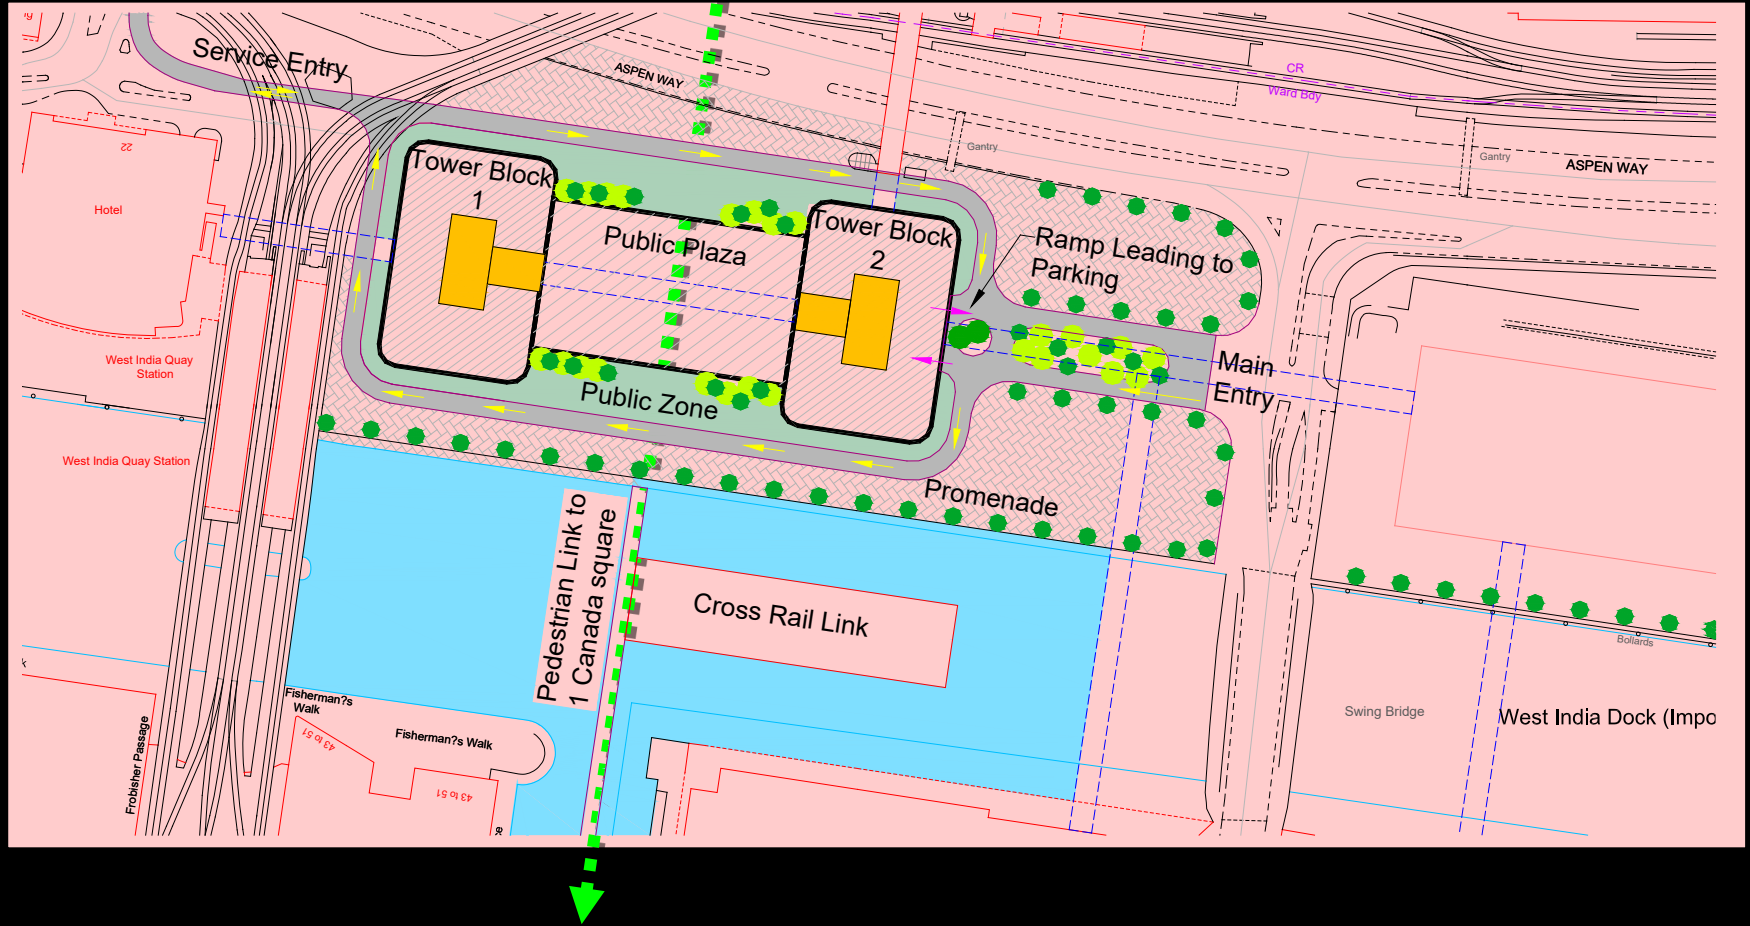 Service Entry
ASPEN WAY
CR
Ward Bdy
Gantry
Gantry
ASPEN WAY
22
Hotel
Tower Block
1
Public Plaza
Tower Block
2
Ramp Leading to
Parking
West India Quay
Station
Main
Entry
Public Zone
West India Quay Station
Promenade
Pedestrian Link to
1 Canada square
Cross Rail Link
Bollards
Fisherman?s
Walk
Fisherman?s Walk
43 to 51
43 to 51
Frobisher Passage
Swing Bridge
West India Dock (Impo